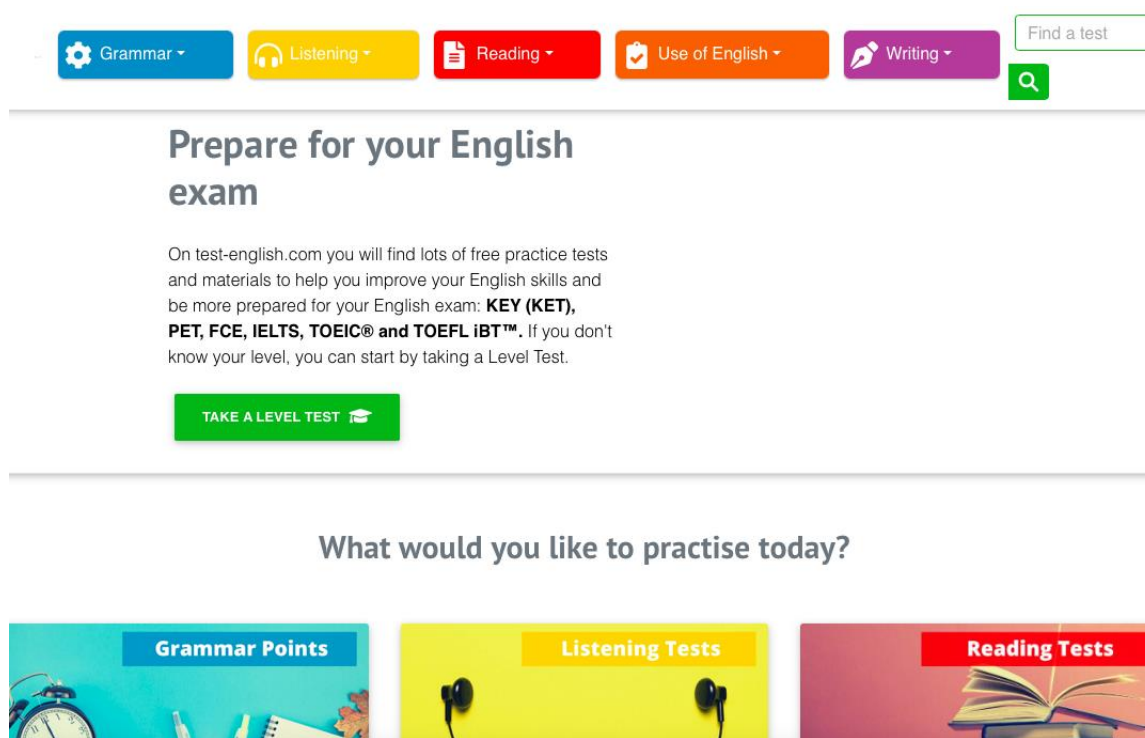 Grammar
Listening
Reading
Use of English
Writing
Find a test
Prepare for your English
exam
On test-english.com you will find lots of free practice tests
and materials to help you improve your English skills and
be more prepared for your English exam: KEY (KET),
PET, FCE, IELTS, TOEIC® and TOEFL iBT™. If you don't
know your level, you can start by taking a Level Test.
TAKE A LEVEL TEST
What would you like to practise today?
Grammar Points
Listening Tests
Reading Tests